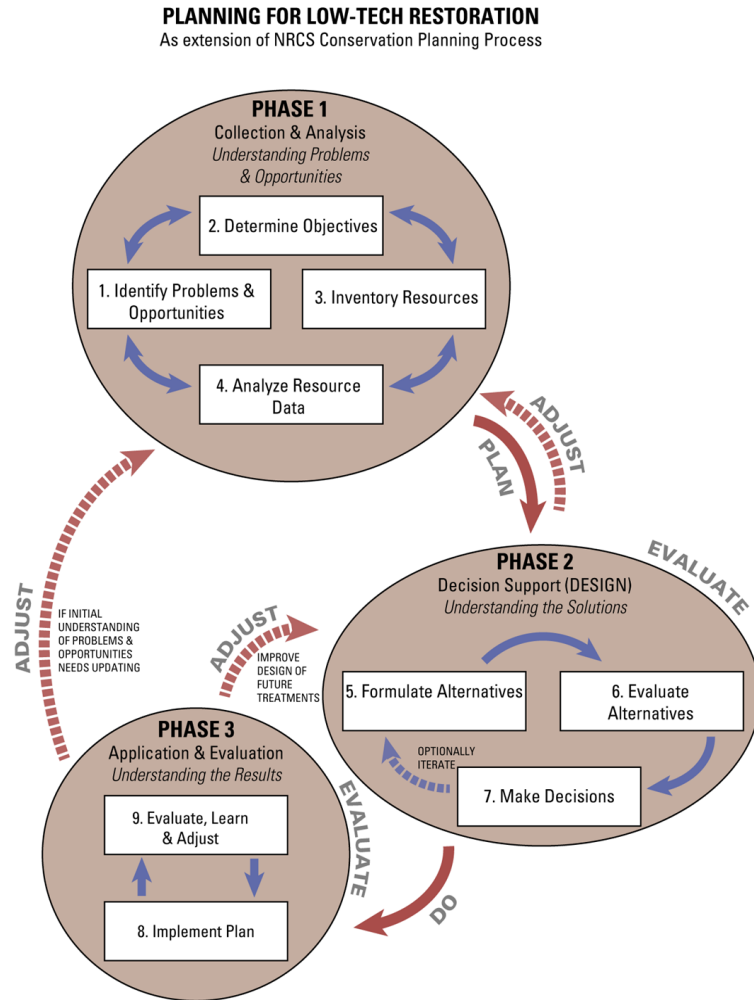 PLANNING FOR LOW-TECH RESTORATION
As extension of NRCS Conservation Planning Process
PHASE 1
Collection & Analysis
Understanding Problems
& Opportunities
2. Determine Objectives
1. Identify Problems &
Opportunities
3. Inventory Resources
4. Analyze Resource
Data
ADJUST
PLAN
PHASE 2
Decision Support (DESIGN)
Understanding the Solutions
EVALUATE
5. Formulate Alternatives
6. Evaluate
Alternatives
OPTIONALLY
ITERATE
7. Make Decisions
ADJUST
IF INITIAL
UNDERSTANDING
OF PROBLEMS &
OPPORTUNITIES
NEEDS UPDATING
ADJUST
IMPROVE
DESIGN OF
FUTURE
TREATMENTS
PHASE 3
Application & Evaluation
Understanding the Results
EVALUATE
9. Evaluate, Learn
& Adjust
8. Implement Plan
DO